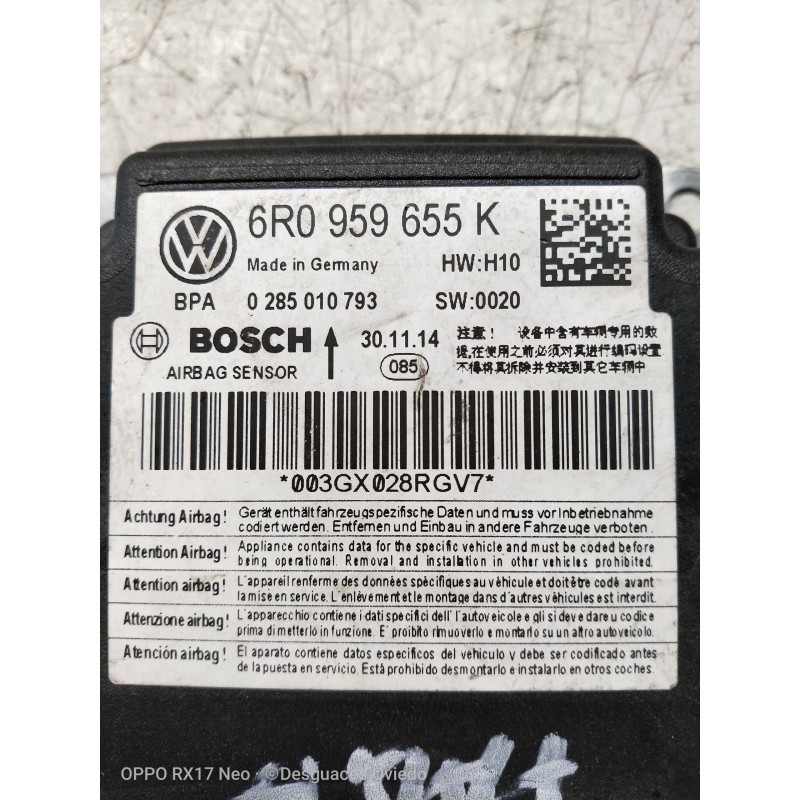 6R0 959 655 K
Made in Germany HW:H10
BPA 0 285 010 793 SW:0020
BOSCH 30.11.14
AIRBAG SENSOR 085
注意! 设备中含有车辆专用的数
据,在使用之前必须对其进行编码设置
不得将其拆除并安装到其它车辆中
*003GX028RGV7*
Achtung Airbag! Gerät enthält fahrzeugspezifische Daten und muss vor Inbetriebnahme
codiert werden. Entfernen und Einbau in andere Fahrzeuge verboten.
Attention Airbag! Appliance contains data for the specific vehicle and must be coded before
being operational. Removal and installation in other vehicles prohibited.
Attention airbag! L'appareil renferme des données spécifiques au véhicule et doit être codé avant
la mise en service. L'enlèvement et le montage dans d'autres véhicules est interdit.
Attenzione airbag! L'apparecchio contiene i dati specifici dell'l'autoveicolo e gli si deve dare u codice
prima di metterlo in funzione. E' proibito rimuoverlo e montarlo su un altro autoveicolo.
Atención airbag! El aparato contiene datos específicos del vehículo y debe ser codificado antes
de la puesta en servicio. Está prohibido desmontarlo e instalarlo en otros coches.
OPPO RX17 Neo ©Desguace Oviedo